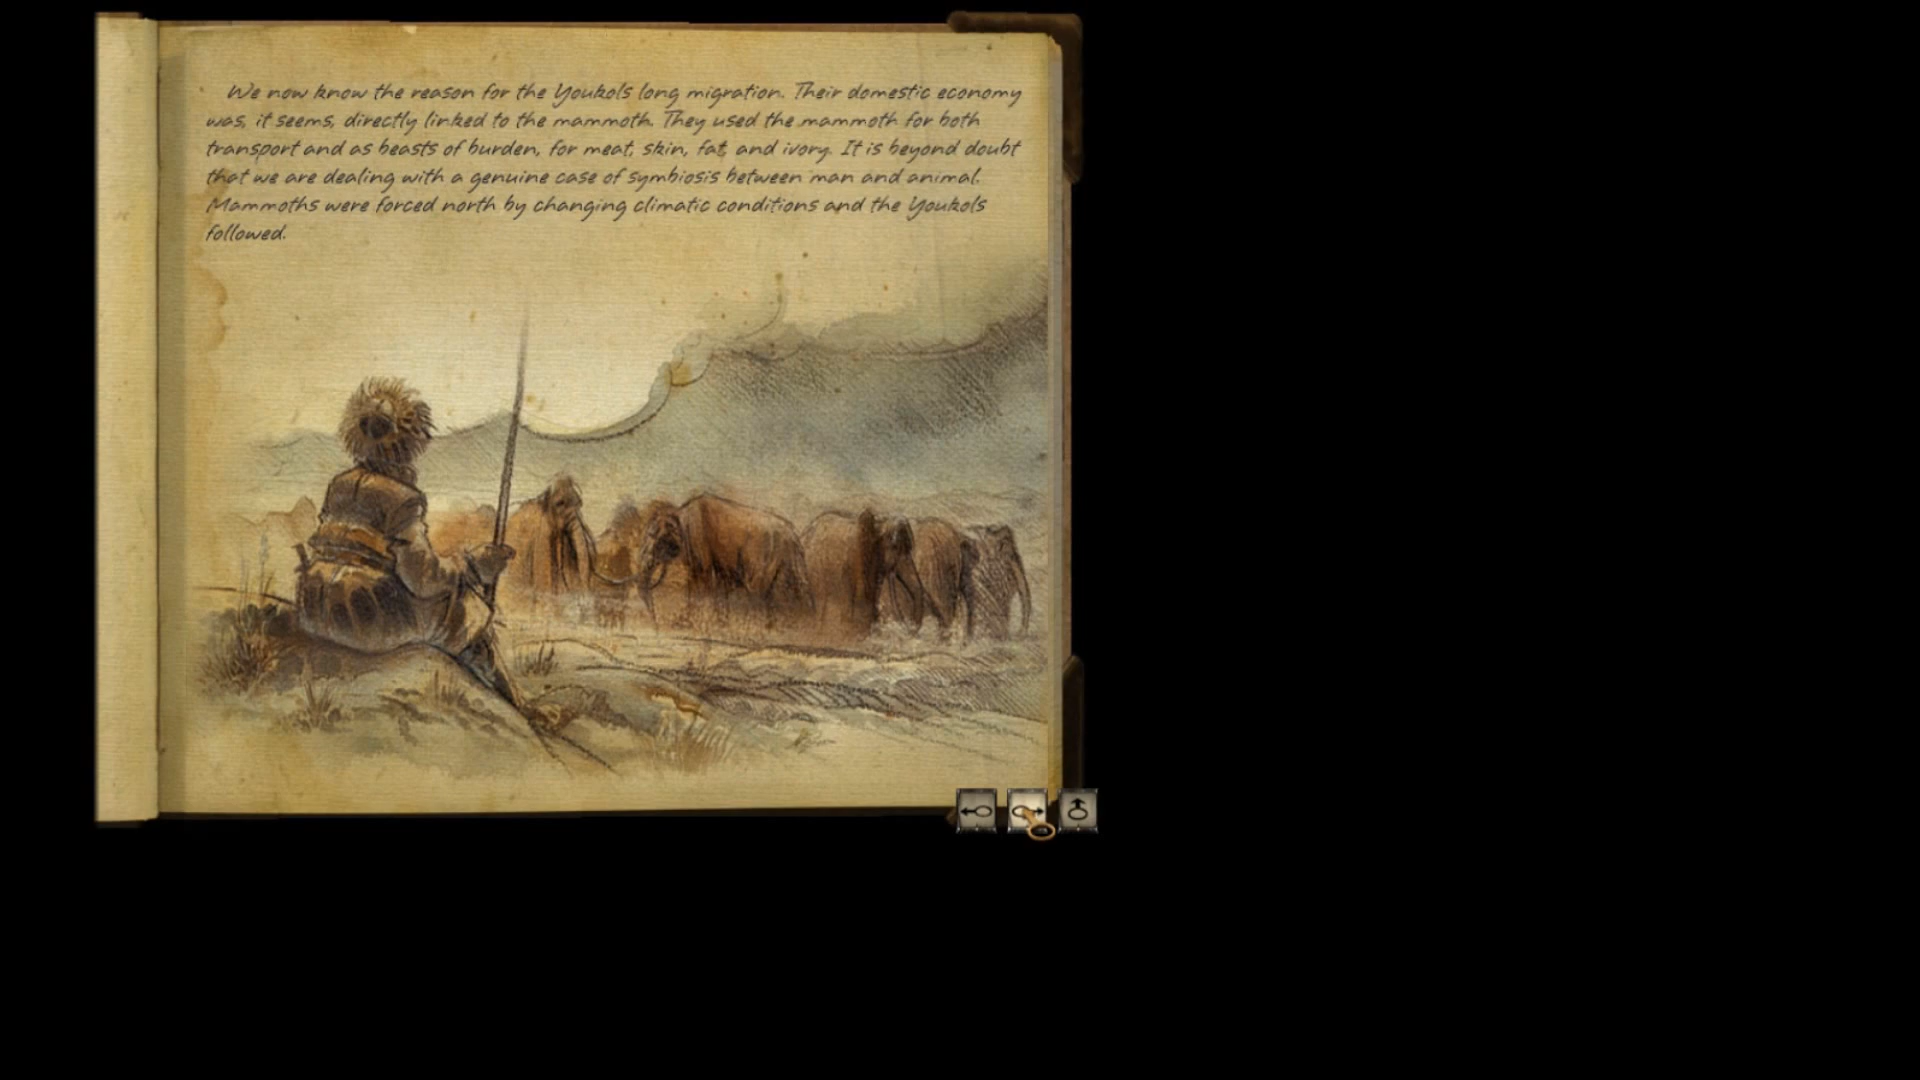 We now know the reason for the Youkols long migration. Their domestic economy
was, it seems, directly linked to the mammoth. They used the mammoth for both
transport and as beasts of burden, for meat, skin, fat, and ivory. It is beyond doubt
that we are dealing with a genuine case of symbiosis between man and animal.
Mammoths were forced north by changing climatic conditions and the Youkols
followed.